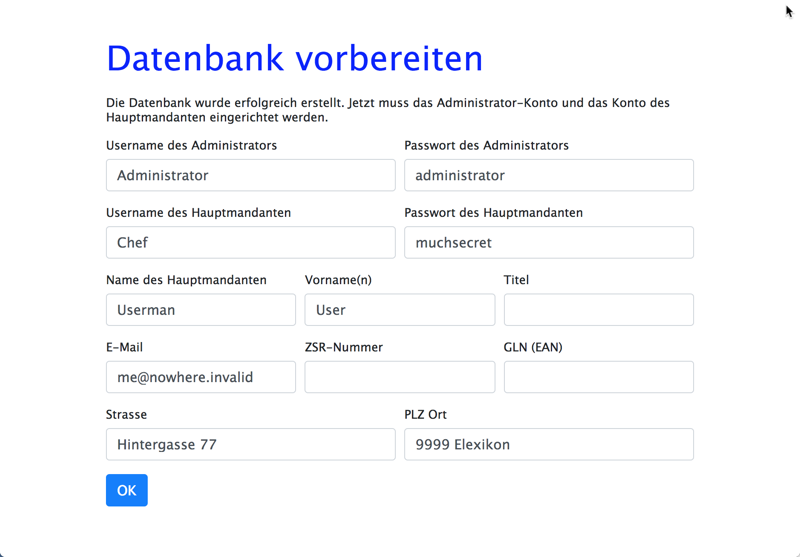 Datenbank vorbereiten
Die Datenbank wurde erfolgreich erstellt. Jetzt muss das Administrator-Konto und das Konto des
Hauptmandanten eingerichtet werden.
Username des Administrators
Passwort des Administrators
Administrator
administrator
Username des Hauptmandanten
Passwort des Hauptmandanten
Chef
muchsecret
Name des Hauptmandanten
Vorname(n)
Titel
Userman
User
E-Mail
ZSR-Nummer
GLN (EAN)
me@nowhere.invalid
Strasse
PLZ Ort
Hintergasse 77
9999 Elexikon
OK